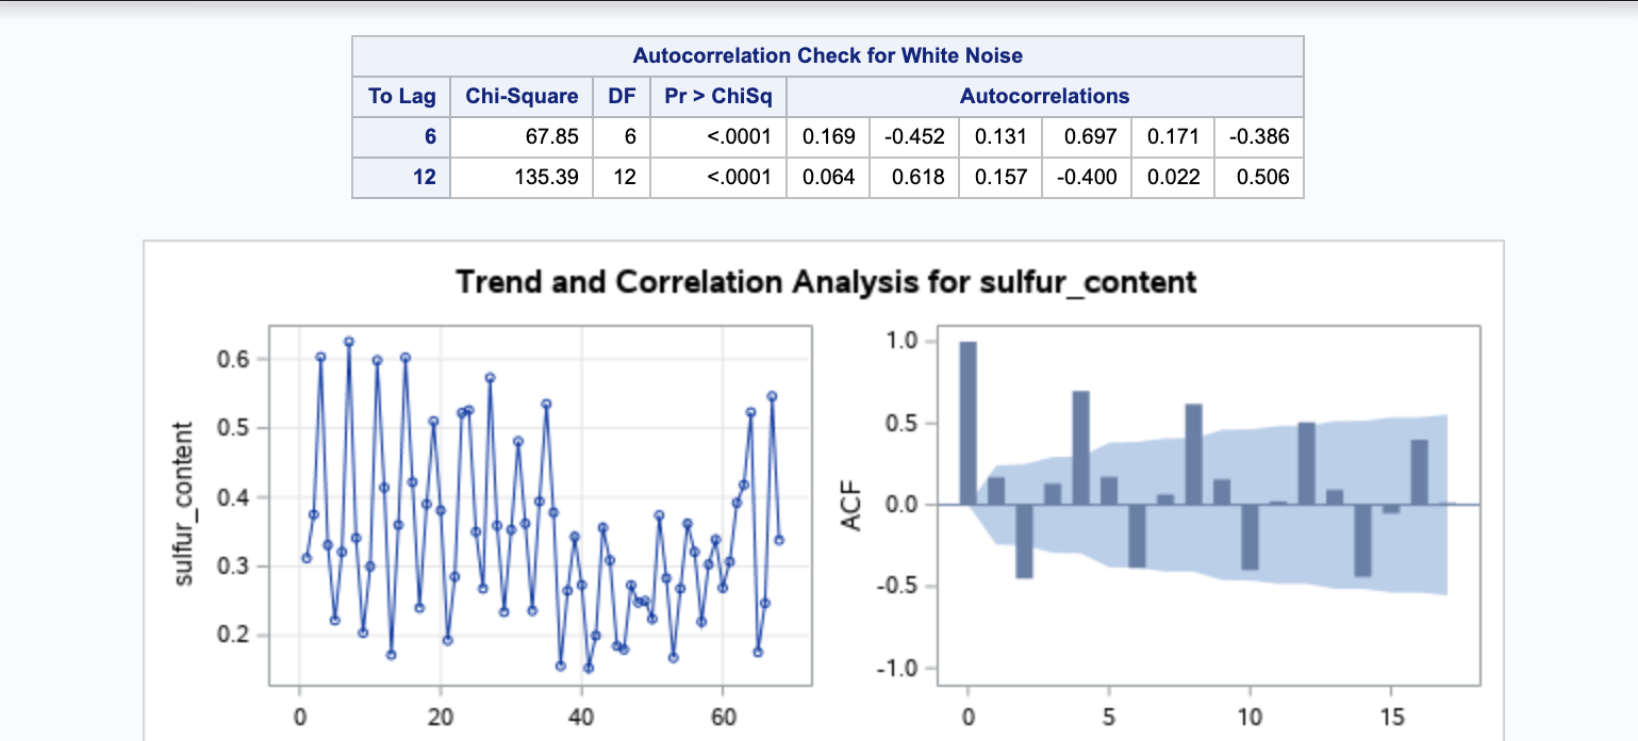 Autocorrelation Check for White Noise
To Lag Chi-Square DF Pr > ChiSq Autocorrelations
6 67.85 6 <.0001 0.169 -0.452 0.131 0.697 0.171 -0.386
12 135.39 12 <.0001 0.064 0.618 0.157 -0.400 0.022 0.506
Trend and Correlation Analysis for sulfur_content
sulfur_content
0.6
0.5
0.4
0.3
0.2
0 20 40 60
ACF
1.0
0.5
0.0
-0.5
-1.0
0 5 10 15